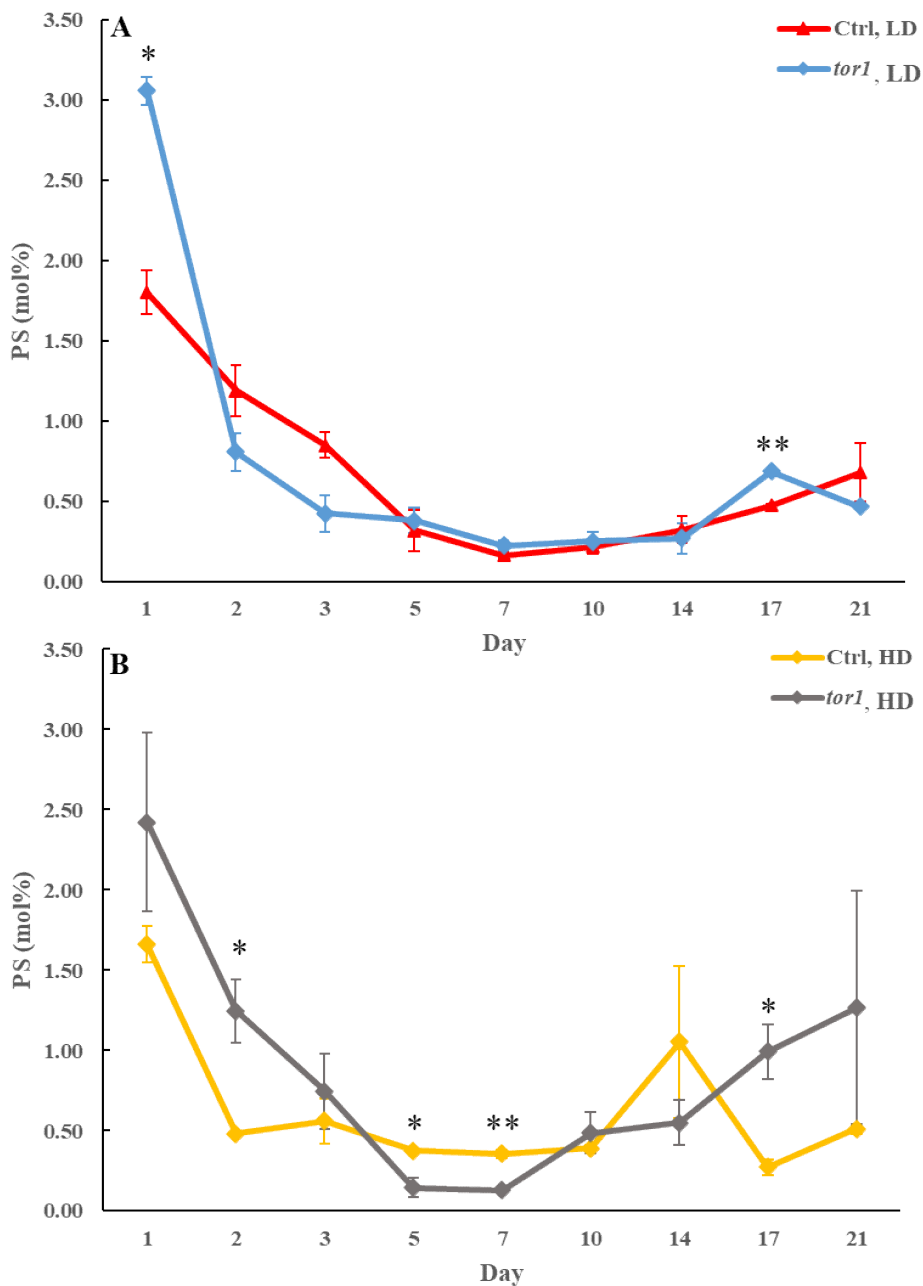 A
Ctrl, LD
tor1, LD
3.50
3.00
2.50
2.00
1.50
1.00
0.50
0.00
PS (mol%)
*
**
1 2 3 5 7 10 14 17 21
Day
B
Ctrl, HD
tor1, HD
3.50
3.00
2.50
2.00
1.50
1.00
0.50
0.00
PS (mol%)
*
*
**
*
1 2 3 5 7 10 14 17 21
Day